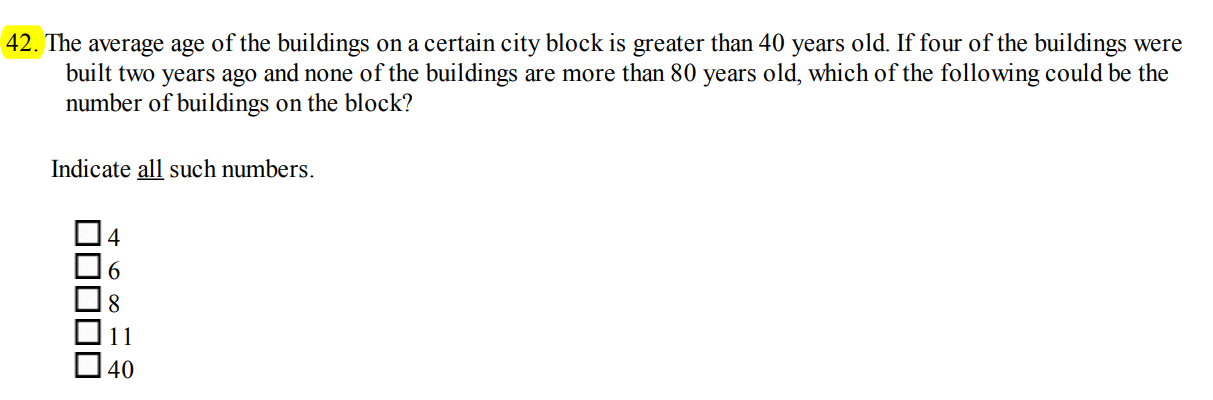 42. The average age of the buildings on a certain city block is greater than 40 years old. If four of the buildings were
built two years ago and none of the buildings are more than 80 years old, which of the following could be the
number of buildings on the block?
Indicate all such numbers.
4
6
8
11
40